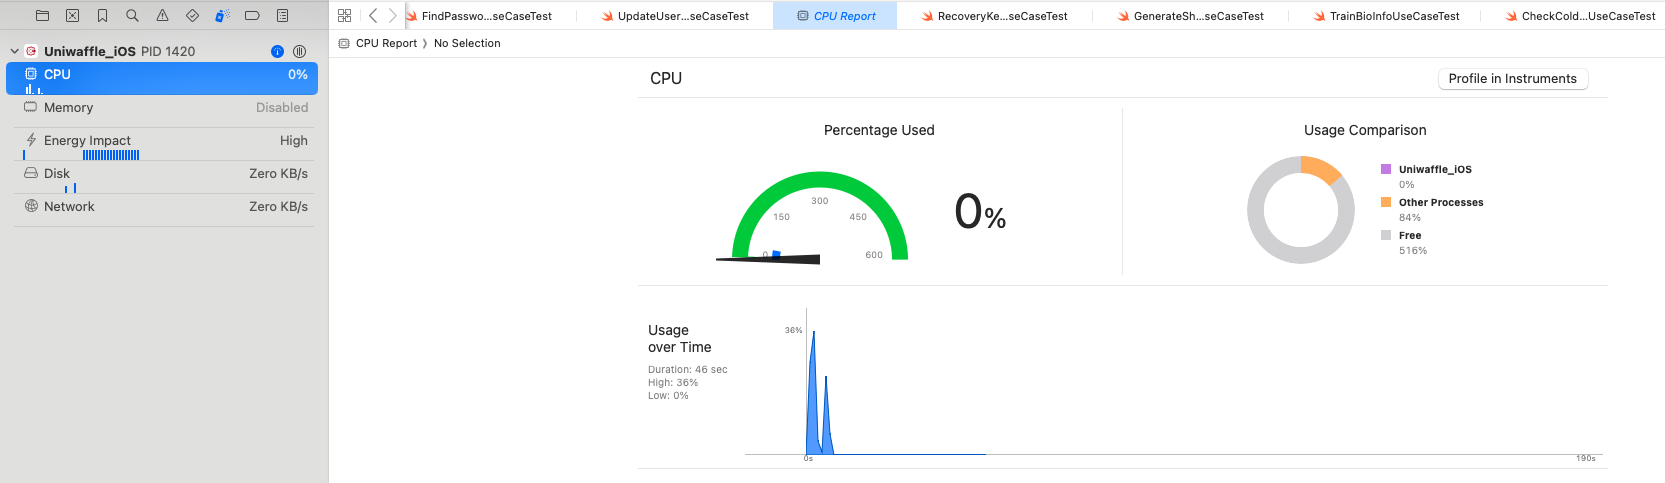 FindPasswo...seCaseTest
UpdateUser...seCaseTest
CPU Report
RecoveryKe...seCaseTest
GenerateSh...seCaseTest
TrainBioInfoUseCaseTest
CheckCold...UseCaseTest
CPU Report 〉 No Selection
Uniwaffle_iOS PID 1420
CPU 0%
Memory Disabled
Energy Impact High
Disk Zero KB/s
Network Zero KB/s
CPU
Profile in Instruments
Percentage Used
0
150
300
450
600
0%
Usage Comparison
Uniwaffle_iOS
0%
Other Processes
84%
Free
516%
Usage
over Time
Duration: 46 sec
High: 36%
Low: 0%
36%
0s
190s